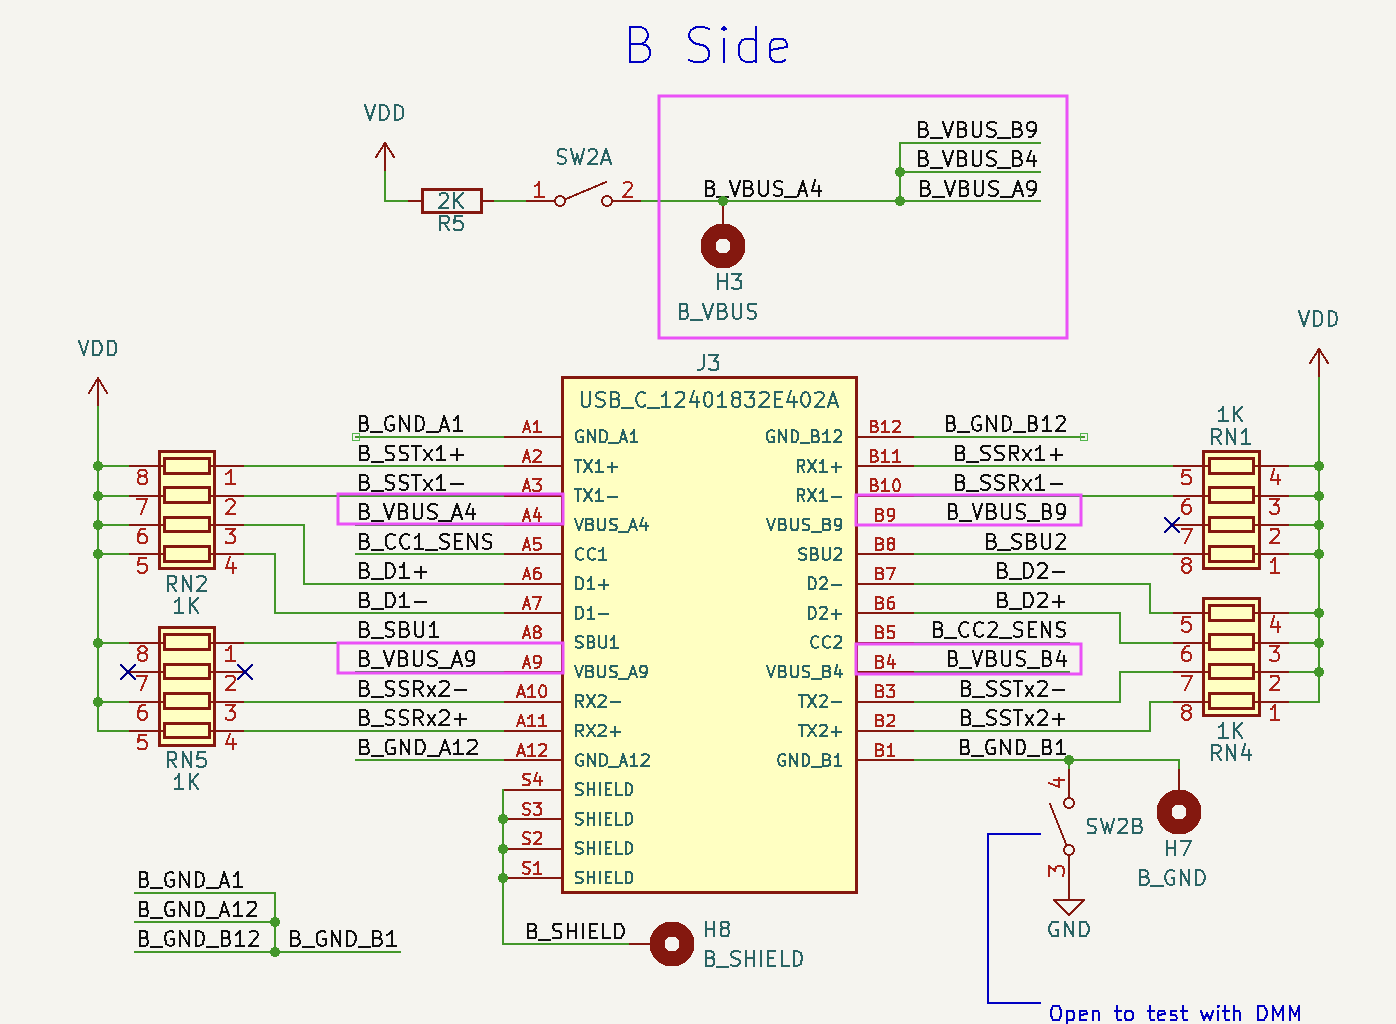 B Side
VDD
SW2A
1
2
2K
R5
B_VBUS_B9
B_VBUS_B4
B_VBUS_A4
B_VBUS_A9
H3
B_VBUS
VDD
VDD
J3
USB_C_12401832E402A
B_GND_A1 A1 GND_A1
GND_B12 B12 B_GND_B12
B_SSTx1+ A2 TX1+
RX1+ B11 B_SSRx1+
B_SSTx1- A3 TX1-
RX1- B10 B_SSRx1-
B_VBUS_A4 A4 VBUS_A4
VBUS_B9 B9 B_VBUS_B9
B_CC1_SENS A5 CC1
SBU2 B8 B_SBU2
B_D1+ A6 D1+
D2- B7 B_D2-
B_D1- A7 D1-
D2+ B6 B_D2+
B_SBU1 A8 SBU1
CC2 B5 B_CC2_SENS
B_VBUS_A9 A9 VBUS_A9
VBUS_B4 B4 B_VBUS_B4
B_SSRx2- A10 RX2-
TX2- B3 B_SSTx2-
B_SSRx2+ A11 RX2+
TX2+ B2 B_SSTx2+
B_GND_A12 A12 GND_A12
GND_B1 B1 B_GND_B1
S4 SHIELD
S3 SHIELD
S2 SHIELD
S1 SHIELD
8 1
7 2
6 3
5 4
RN2
1K
8 1
7 2
6 3
5 4
RN5
1K
1K
RN1
5 4
6 3
7 2
8 1
5 4
6 3
7 2
8 1
1K
RN4
4
SW2B
3
GND
H7
B_GND
B_GND_A1
B_GND_A12
B_GND_B12 B_GND_B1
B_SHIELD
H8
B_SHIELD
Open to test with DMM